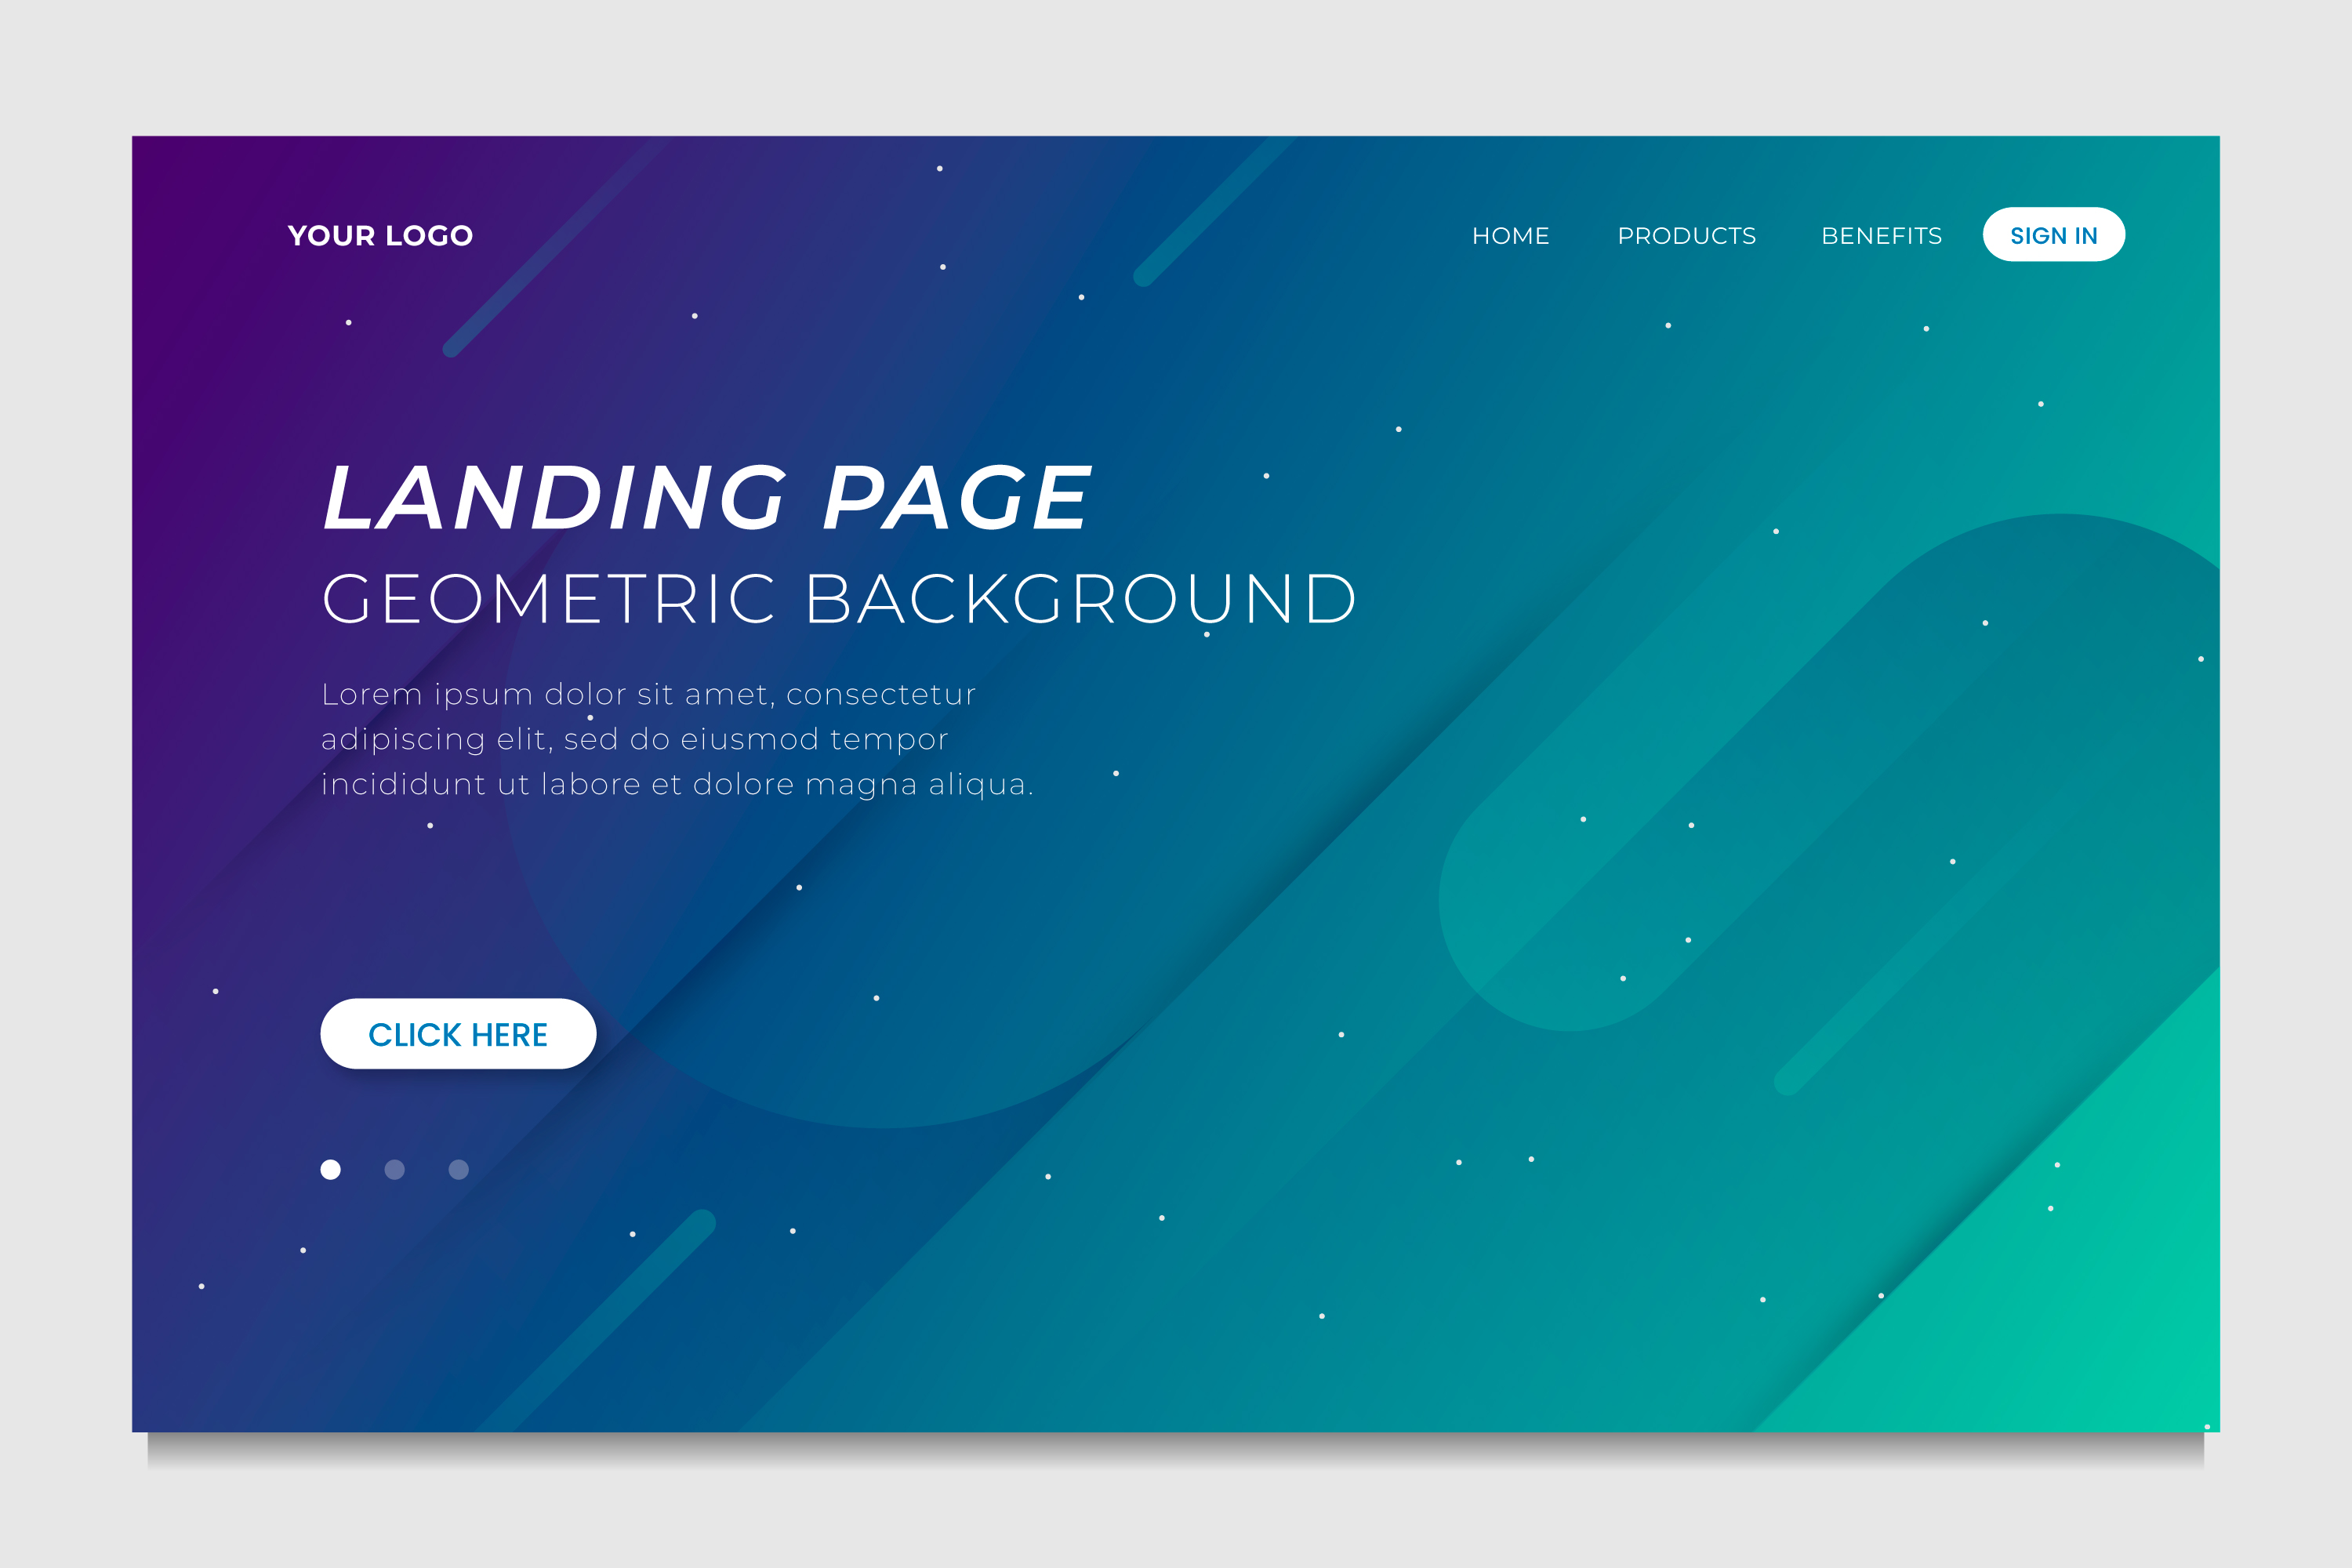 YOUR LOGO
HOME PRODUCTS BENEFITS SIGN IN
LANDING PAGE
GEOMETRIC BACKGROUND
Lorem ipsum dolor sit amet, consectetur
adipiscing elit, sed do eiusmod tempor
incididunt ut labore et dolore magna aliqua.
CLICK HERE